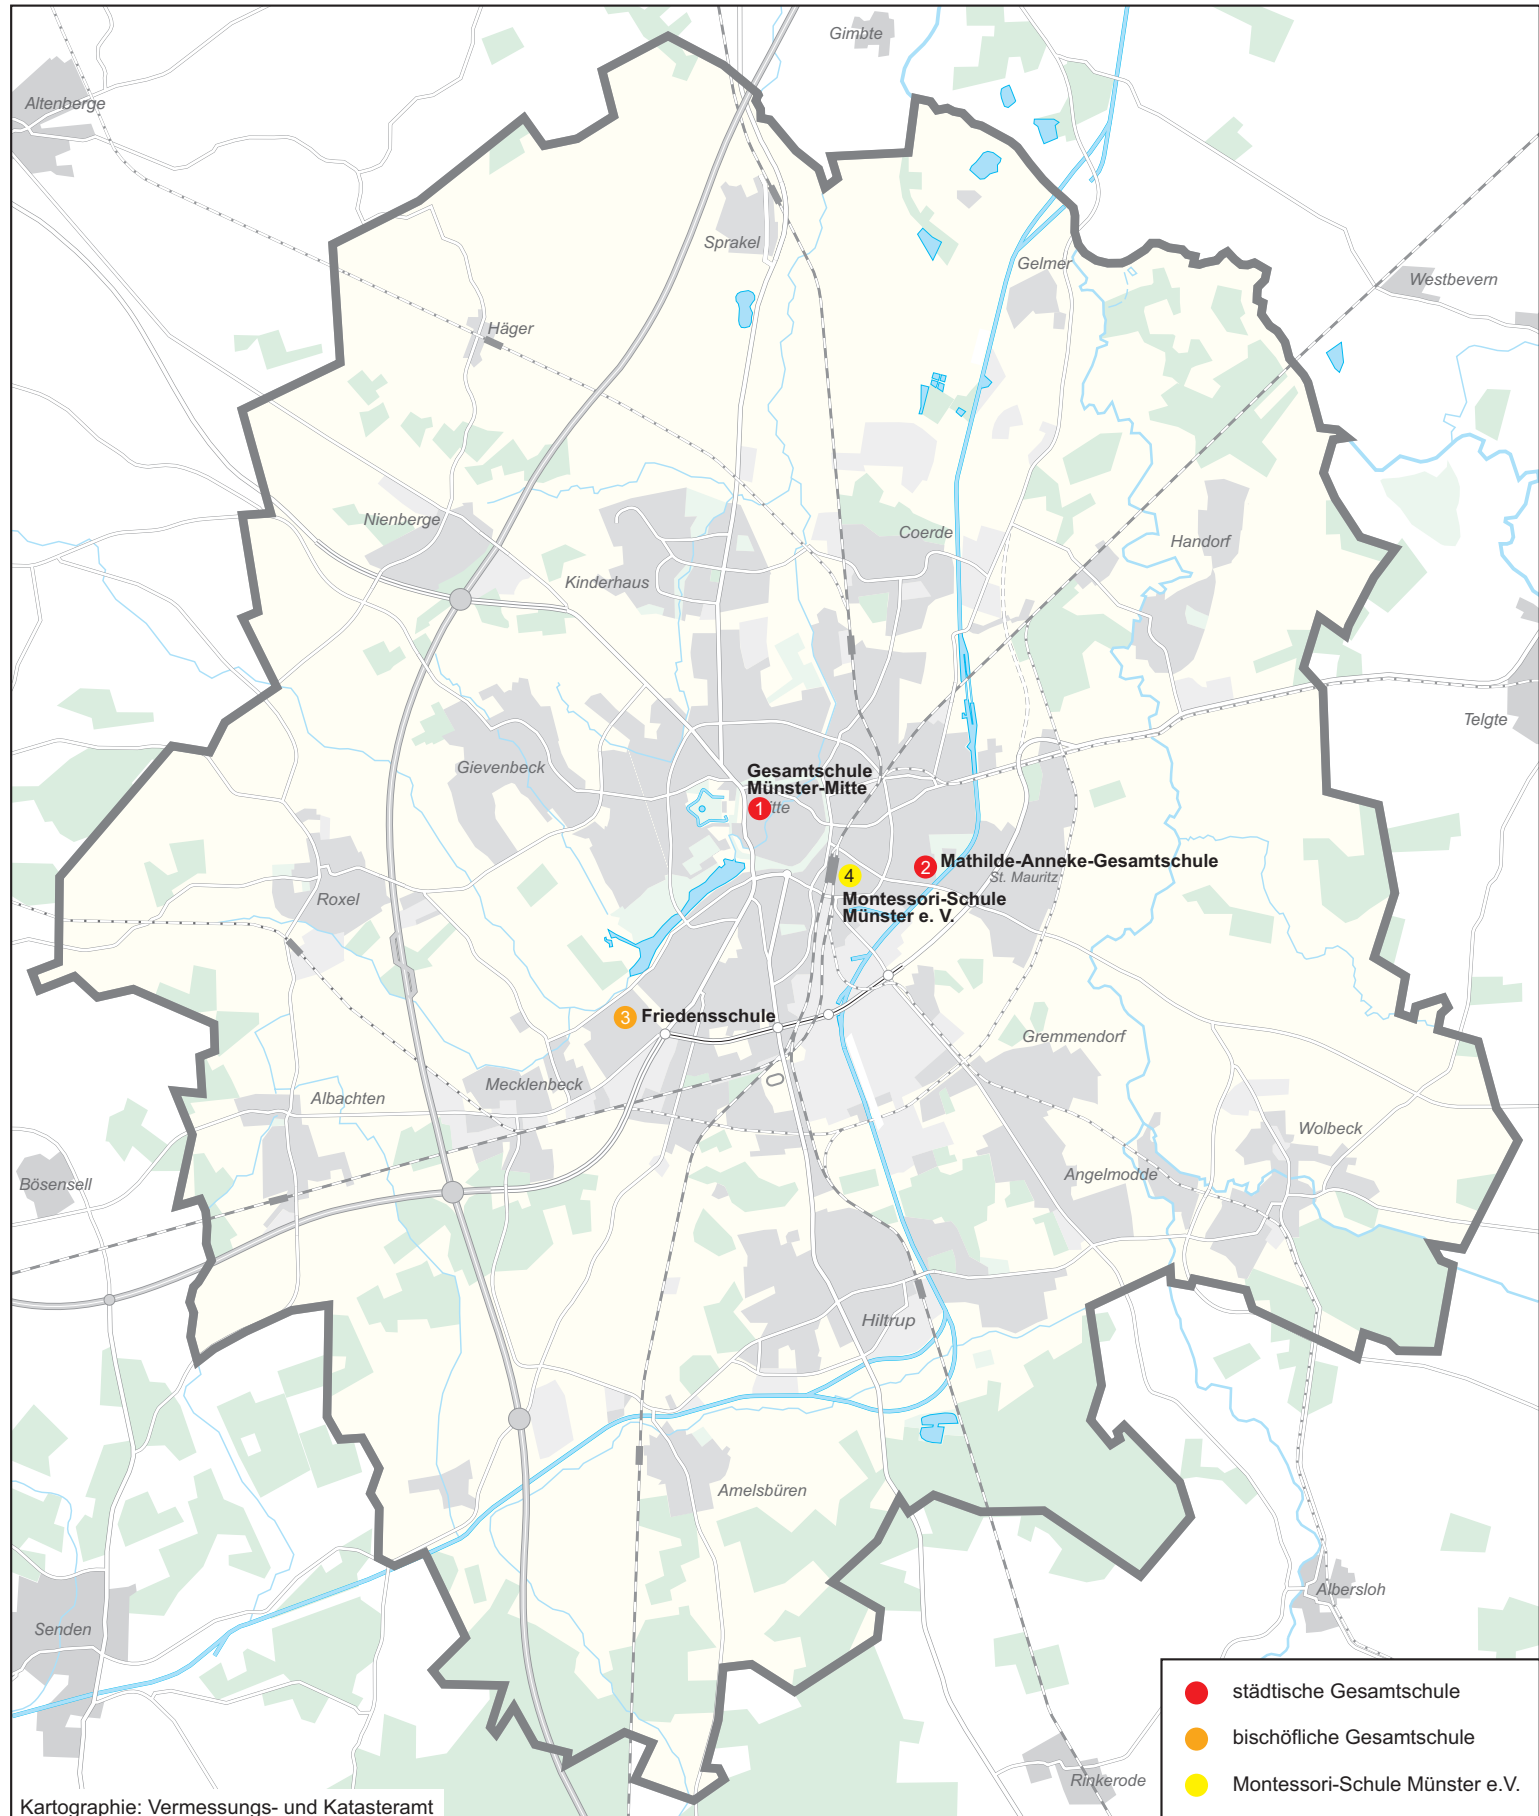 Gimbte
Altenberge
Sprakel
Gelmer
Westbevern
Häger
Nienberge
Coerde
Handorf
Kinderhaus
Telgte
Gievenbeck
Gesamtschule
Münster-Mitte
1
itte
2
Mathilde-Anneke-Gesamtschule
St. Mauritz
4
Montessori-Schule
Münster e. V.
Roxel
3
Friedensschule
Gremmendorf
Mecklenbeck
Albachten
Wolbeck
Angelmodde
Bösensell
Hiltrup
Amelsbüren
Albersloh
Senden
Rinkerode
städtische Gesamtschule
bischöfliche Gesamtschule
Montessori-Schule Münster e.V.
Kartographie: Vermessungs- und Katasteramt